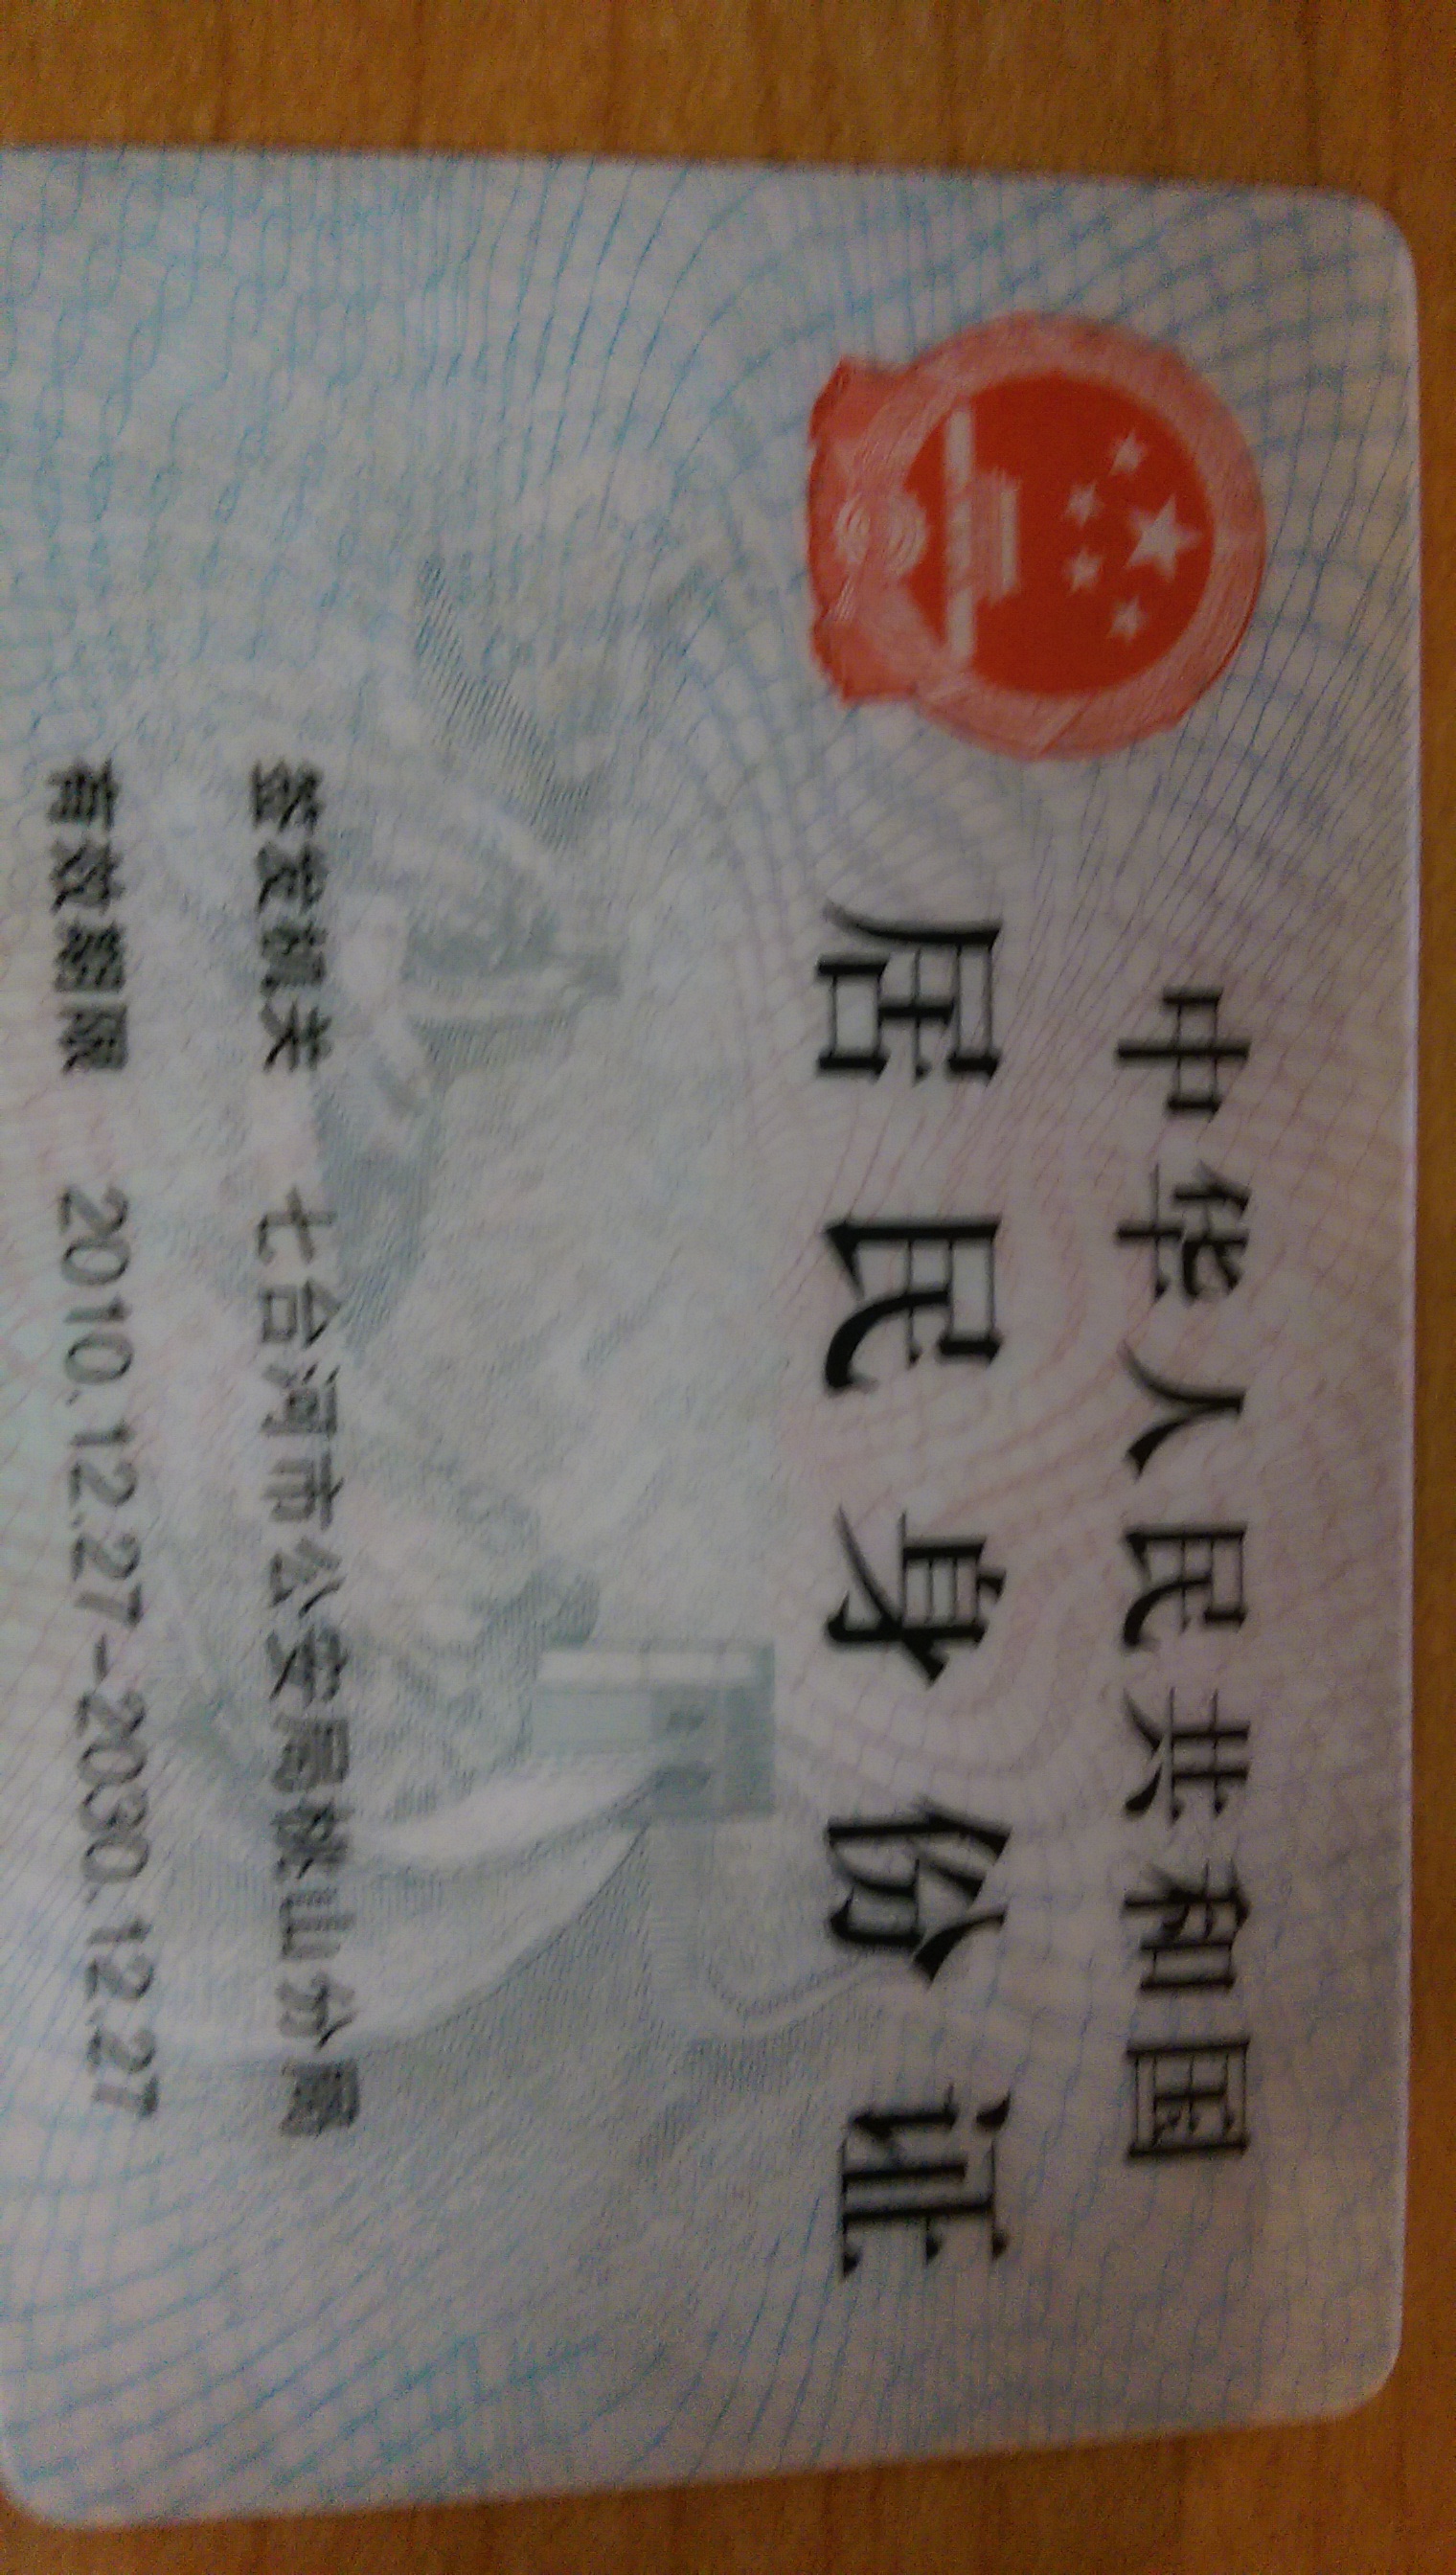 中华人民共和国
居民身份证
签发机关 七台河市公安局桃山分局
有效期限 2010.12.27-2030.12.27